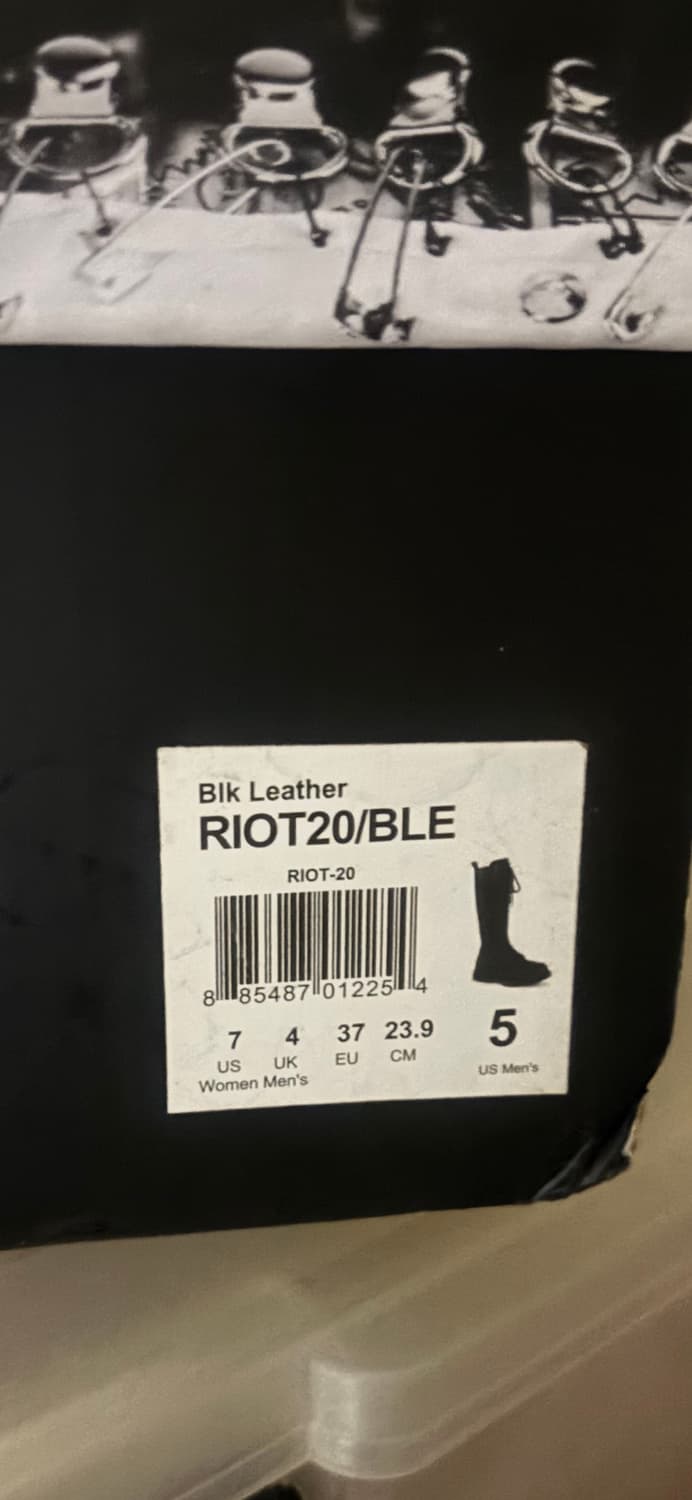 Blk Leather
RIOT20/BLE
RIOT-20
8 85487 01225 4
7 4 37 23.9 5
US UK EU CM US Men's
Women Men's